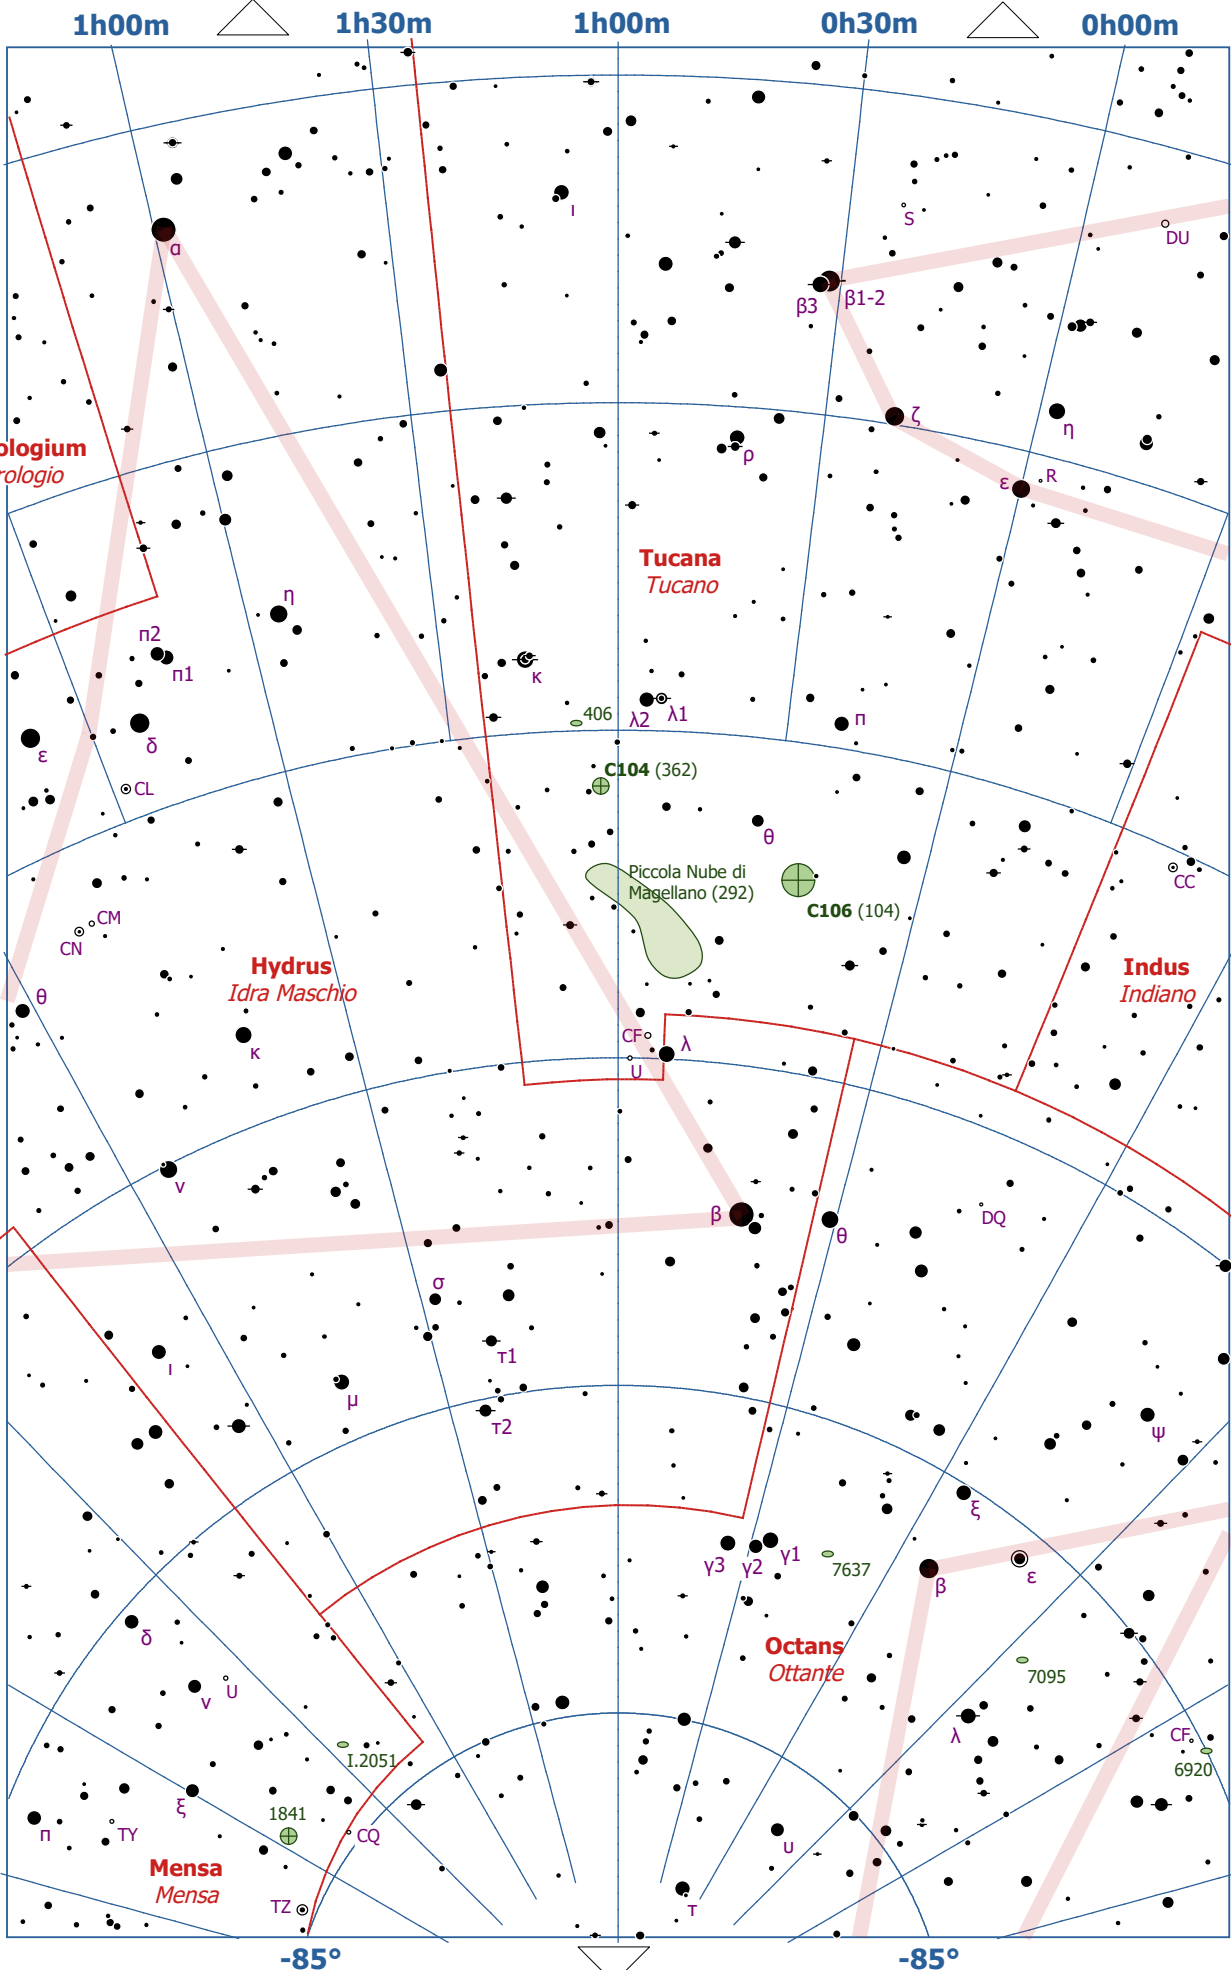 1h00m 1h30m 1h00m 0h30m 0h00m
ι
S
DU
α
β3 β1-2
ζ
η
ologium
rologio
ρ
ε R
Tucana
Tucano
η
π2
π1
κ
406
λ2 λ1
π
δ
ε
C104 (362)
CL
θ
Piccola Nube di
Magellano (292)
CC
C106 (104)
CM
CN
Hydrus
Idra Maschio
Indus
Indiano
θ
CF λ
κ
U
ν
β
DQ
θ
σ
τ1
ι
μ
τ2
ψ
ξ
γ3 γ2 γ1
7637
β
ε
δ
Octans
Ottante
7095
ν U
λ
CF
I.2051
6920
ξ
1841
π
TY
CQ
υ
Mensa
Mensa
TZ
τ
-85° -85°